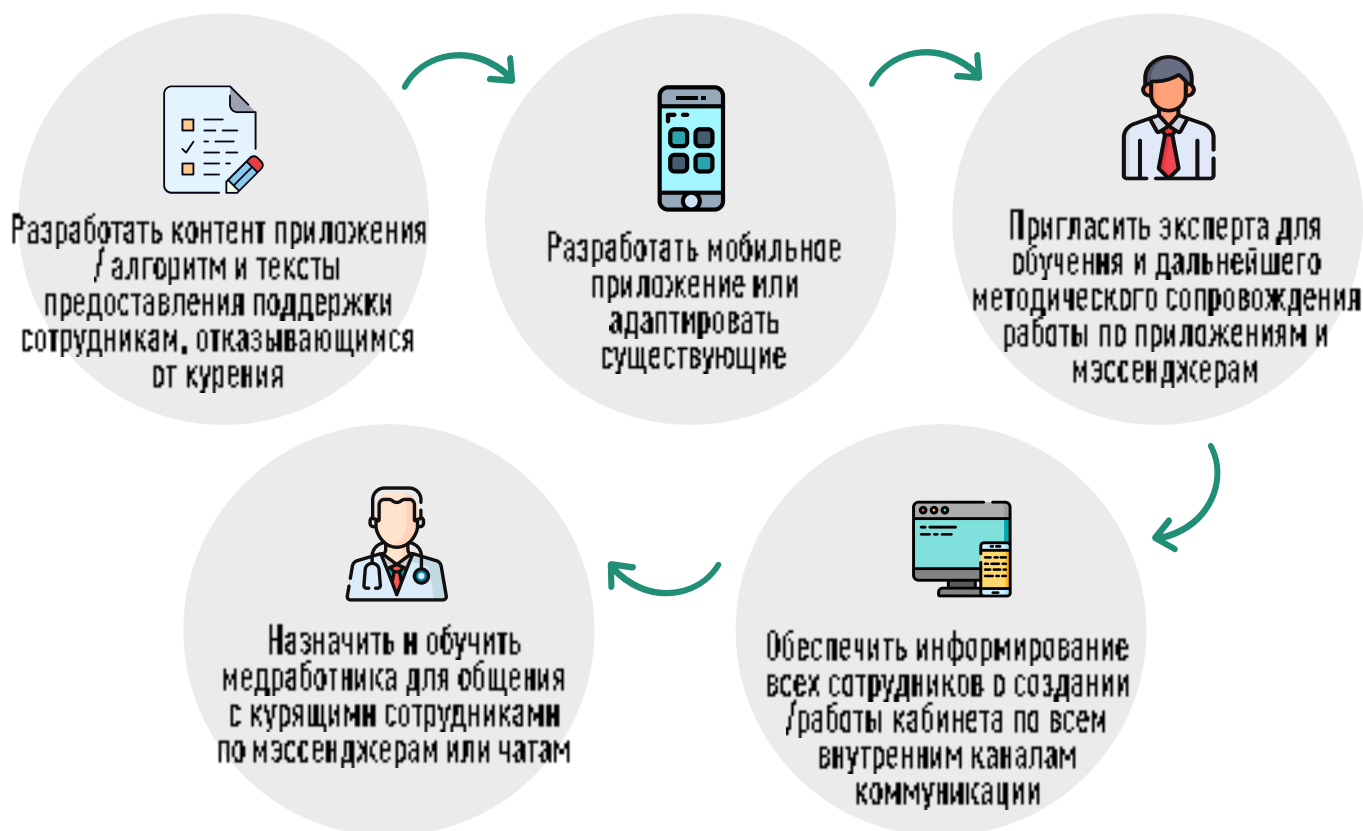 Разработать контент приложения
/ алгоритм и тексты
предоставления поддержки
сотрудникам, отказывающимся
от курения
Разработать мобильное
приложение или
адаптировать
существующие
Пригласить эксперта для
обучения и дальнейшего
методического сопровождения
работы по приложениям и
мэссенджерам
Обеспечить информирование
всех сотрудников о создании
/работы кабинета по всем
внутренним каналам
коммуникации
Назначить и обучить
медработника для общения
с курящими сотрудниками
по мэссенджерам или чатам